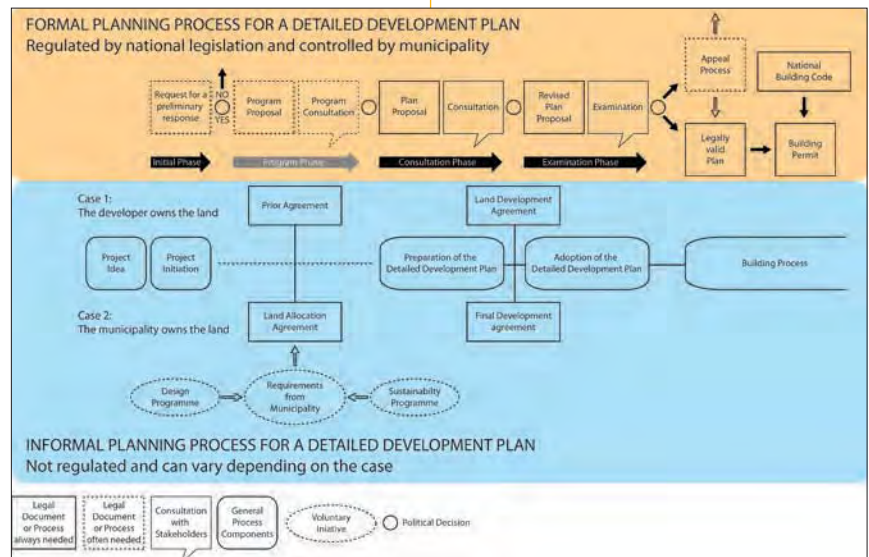 FORMAL PLANNING PROCESS FOR A DETAILED DEVELOPMENT PLAN
Regulated by national legislation and controlled by municipality
Request for a
preliminary
response
NO
YES
Program
Proposal
Program
Consultation
Plan
Proposal
Consultation
Revised
Plan
Proposal
Examination
Appeal
Process
National
Building Code
Legally
valid
Plan
Building
Permit
Initial Phase
Program Phase
Consultation Phase
Examination Phase
Case 1:
The developer owns the land
Prior Agreement
Land Development
Agreement
Project
Idea
Project
Initiution
Preparation of the
Detailed Development Plan
Adoption of the
Detailed Development Plan
Building Process
Case 2:
The municipality owns the land
Land Allocation
Agreement
Final Development
agreement
Design
Programme
Requirements
from
Municipality
Sustainabilty
Programme
INFORMAL PLANNING PROCESS FOR A DETAILED DEVELOPMENT PLAN
Not regulated and can vary depending on the case
Legal
Document
or Process
always needed
Legal
Document
or Process
often needed
Consultation
with
Stakeholders
General
Process
Components
Voluntary
Iniative
Political Decision